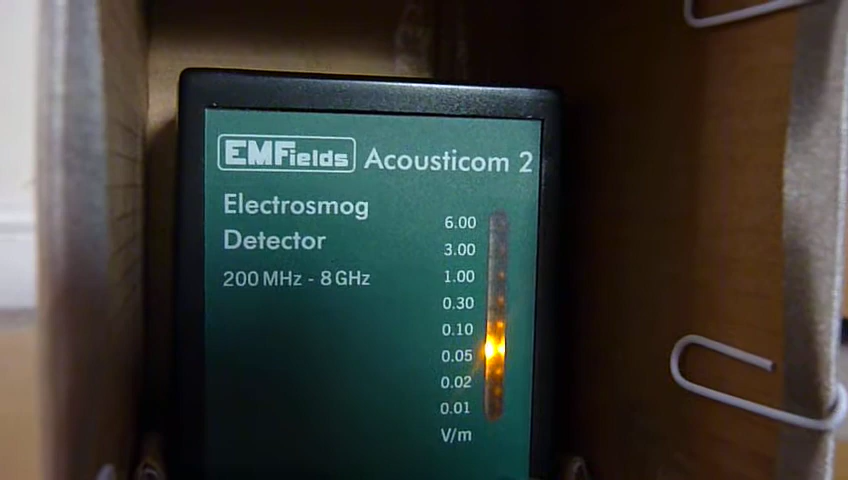 EMFields Acousticom 2
Electrosmog
Detector
200 MHz - 8 GHz
6.00
3.00
1.00
0.30
0.10
0.05
0.02
0.01
V/m